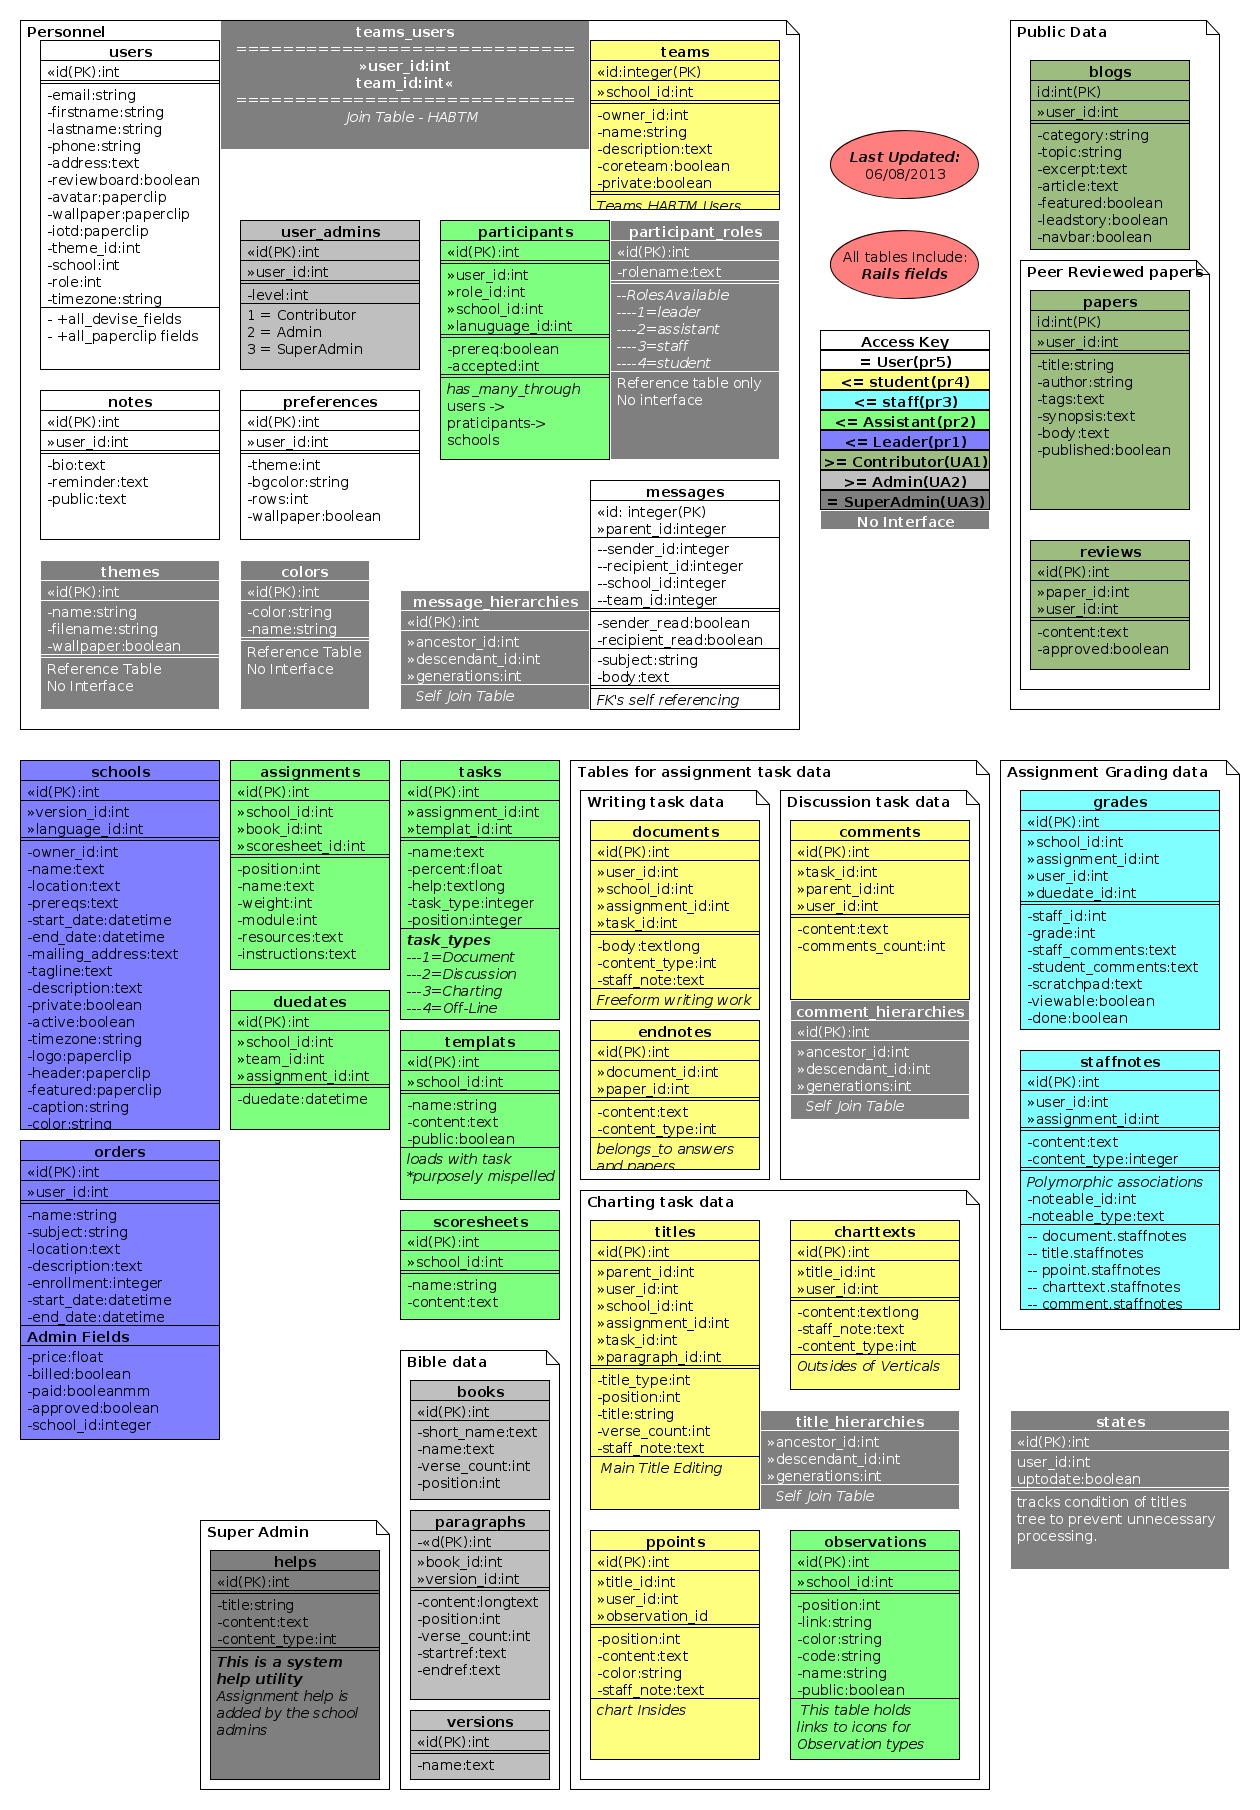 Personnel
users
«id(PK):int
-email:string
-firstname:string
-lastname:string
-phone:string
-address:text
-reviewboard:boolean
-avatar:paperclip
-wallpaper:paperclip
-iotd:paperclip
-theme_id:int
-school:int
-role:int
-timezone:string
- +all_devise_fields
- +all_paperclip fields
teams_users
=============================
»user_id:int
team_id:int«
=============================
Join Table - HABTM
teams
«id:integer(PK)
»school_id:int
-owner_id:int
-name:string
-description:text
-coreteam:boolean
-private:boolean
Teams HABTM Users
user_admins
«id(PK):int
»user_id:int
-level:int
1 = Contributor
2 = Admin
3 = SuperAdmin
participants
«id(PK):int
»user_id:int
»role_id:int
»school_id:int
»lanuguage_id:int
-prereq:boolean
-accepted:int
has_many_through
users ->
praticipants->
schools
participant_roles
«id(PK):int
-rolename:text
--RolesAvailable
----1=leader
----2=assistant
----3=staff
----4=student
Reference table only
No interface
notes
«id(PK):int
»user_id:int
-bio:text
-reminder:text
-public:text
preferences
«id(PK):int
»user_id:int
-theme:int
-bgcolor:string
-rows:int
-wallpaper:boolean
messages
«id: integer(PK)
»parent_id:integer
--sender_id:integer
--recipient_id:integer
--school_id:integer
--team_id:integer
-sender_read:boolean
-recipient_read:boolean
-subject:string
-body:text
FK's self referencing
themes
«id(PK):int
-name:string
-filename:string
-wallpaper:boolean
Reference Table
No Interface
colors
«id(PK):int
-color:string
-name:string
Reference Table
No Interface
message_hierarchies
«id(PK):int
»ancestor_id:int
»descendant_id:int
»generations:int
Self Join Table
Last Updated:
06/08/2013
All tables Include:
Rails fields
Access Key
= User(pr5)
<= student(pr4)
<= staff(pr3)
<= Assistant(pr2)
<= Leader(pr1)
>= Contributor(UA1)
>= Admin(UA2)
= SuperAdmin(UA3)
No Interface
Public Data
blogs
id:int(PK)
»user_id:int
-category:string
-topic:string
-excerpt:text
-article:text
-featured:boolean
-leadstory:boolean
-navbar:boolean
Peer Reviewed papers
papers
id:int(PK)
»user_id:int
-title:string
-author:string
-tags:text
-synopsis:text
-body:text
-published:boolean
reviews
«id(PK):int
»paper_id:int
»user_id:int
-content:text
-approved:boolean
schools
«id(PK):int
»version_id:int
»language_id:int
-owner_id:int
-name:text
-location:text
-prereqs:text
-start_date:datetime
-end_date:datetime
-mailing_address:text
-tagline:text
-description:text
-private:boolean
-active:boolean
-timezone:string
-logo:paperclip
-header:paperclip
-featured:paperclip
-caption:string
-color:string
orders
«id(PK):int
»user_id:int
-name:string
-subject:string
-location:text
-description:text
-enrollment:integer
-start_date:datetime
-end_date:datetime
Admin Fields
-price:float
-billed:boolean
-paid:booleanmm
-approved:boolean
-school_id:integer
assignments
«id(PK):int
»school_id:int
»book_id:int
»scoresheet_id:int
-position:int
-name:text
-weight:int
-module:int
-resources:text
-instructions:text
duedates
«id(PK):int
»school_id:int
»team_id:int
»assignment_id:int
-duedate:datetime
tasks
«id(PK):int
»assignment_id:int
»templat_id:int
-name:text
-percent:float
-help:textlong
-task_type:integer
-position:integer
task_types
---1=Document
---2=Discussion
---3=Charting
---4=Off-Line
templats
«id(PK):int
»school_id:int
-name:string
-content:text
-public:boolean
loads with task
*purposely mispelled
scoresheets
«id(PK):int
»school_id:int
-name:string
-content:text
Bible data
books
«id(PK):int
-short_name:text
-name:text
-verse_count:int
-position:int
paragraphs
-«d(PK):int
»book_id:int
»version_id:int
-content:longtext
-position:int
-verse_count:int
-startref:text
-endref:text
versions
«id(PK):int
-name:text
Super Admin
helps
«id(PK):int
-title:string
-content:text
-content_type:int
This is a system
help utility
Assignment help is
added by the school
admins
Tables for assignment task data
Writing task data
documents
«id(PK):int
»user_id:int
»school_id:int
»assignment_id:int
»task_id:int
-body:textlong
-content_type:int
-staff_note:text
Freeform writing work
endnotes
«id(PK):int
»document_id:int
»paper_id:int
-content:text
-content_type:int
belongs_to answers
and papers
Discussion task data
comments
«id(PK):int
»task_id:int
»parent_id:int
»user_id:int
-content:text
-comments_count:int
comment_hierarchies
«id(PK):int
»ancestor_id:int
»descendant_id:int
»generations:int
Self Join Table
Charting task data
titles
«id(PK):int
»parent_id:int
»user_id:int
»school_id:int
»assignment_id:int
»task_id:int
»paragraph_id:int
-title_type:int
-position:int
-title:string
-verse_count:int
-staff_note:text
Main Title Editing
charttexts
«id(PK):int
»title_id:int
»user_id:int
-content:textlong
-staff_note:text
-content_type:int
Outsides of Verticals
title_hierarchies
»ancestor_id:int
»descendant_id:int
»generations:int
Self Join Table
ppoints
«id(PK):int
»title_id:int
»user_id:int
»observation_id
-position:int
-content:text
-color:string
-staff_note:text
chart Insides
observations
«id(PK):int
»school_id:int
-position:int
-link:string
-color:string
-code:string
-name:string
-public:boolean
This table holds
links to icons for
Observation types
Assignment Grading data
grades
«id(PK):int
»school_id:int
»assignment_id:int
»user_id:int
»duedate_id:int
-staff_id:int
-grade:int
-staff_comments:text
-student_comments:text
-scratchpad:text
-viewable:boolean
-done:boolean
staffnotes
«id(PK):int
»user_id:int
»assignment_id:int
-content:text
-content_type:integer
Polymorphic associations
-noteable_id:int
-noteable_type:text
-- document.staffnotes
-- title.staffnotes
-- ppoint.staffnotes
-- charttext.staffnotes
-- comment.staffnotes
states
«id(PK):int
user_id:int
uptodate:boolean
tracks condition of titles
tree to prevent unnecessary
processing.